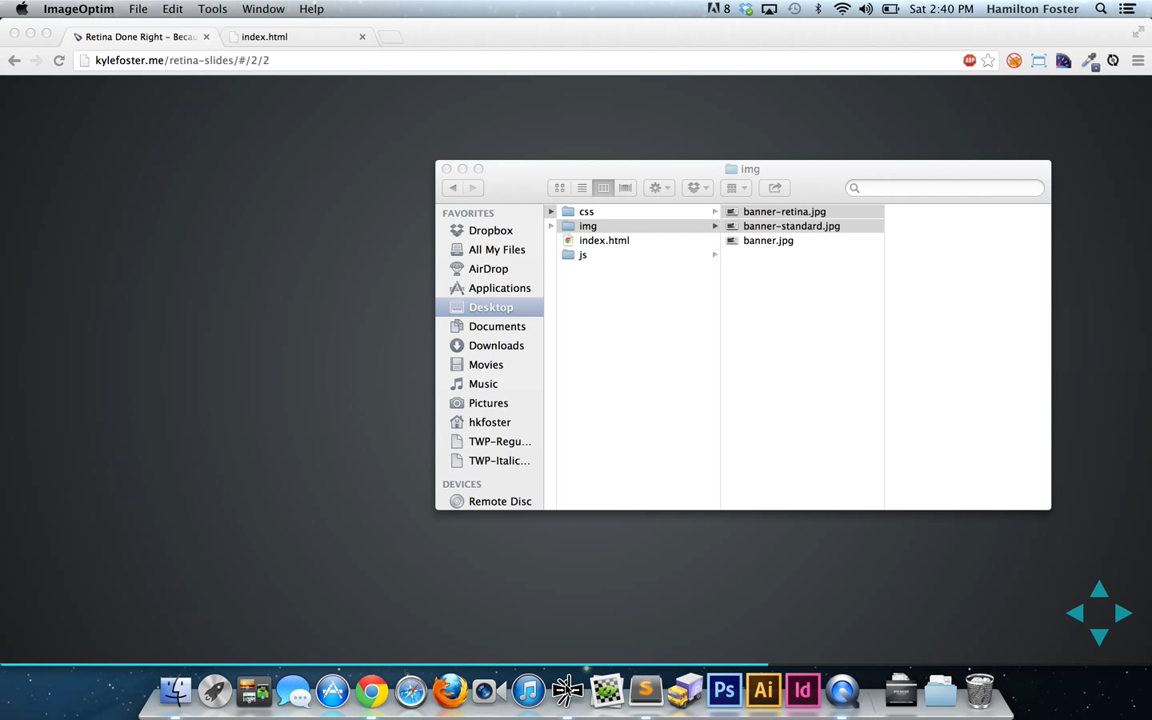 ImageOptim File Edit Tools Window Help 8 Sat 2:40 PM Hamilton Foster
Retina Done Right – Becau index.html
kylefoster.me/retina-slides/#/2/2
img
FAVORITES
Dropbox
All My Files
AirDrop
Applications
Desktop
Documents
Downloads
Movies
Music
Pictures
hkfoster
TWP-Regu...
TWP-Italic...
DEVICES
Remote Disc
css
img
index.html
js
banner-retina.jpg
banner-standard.jpg
banner.jpg
S Ps Ai Id